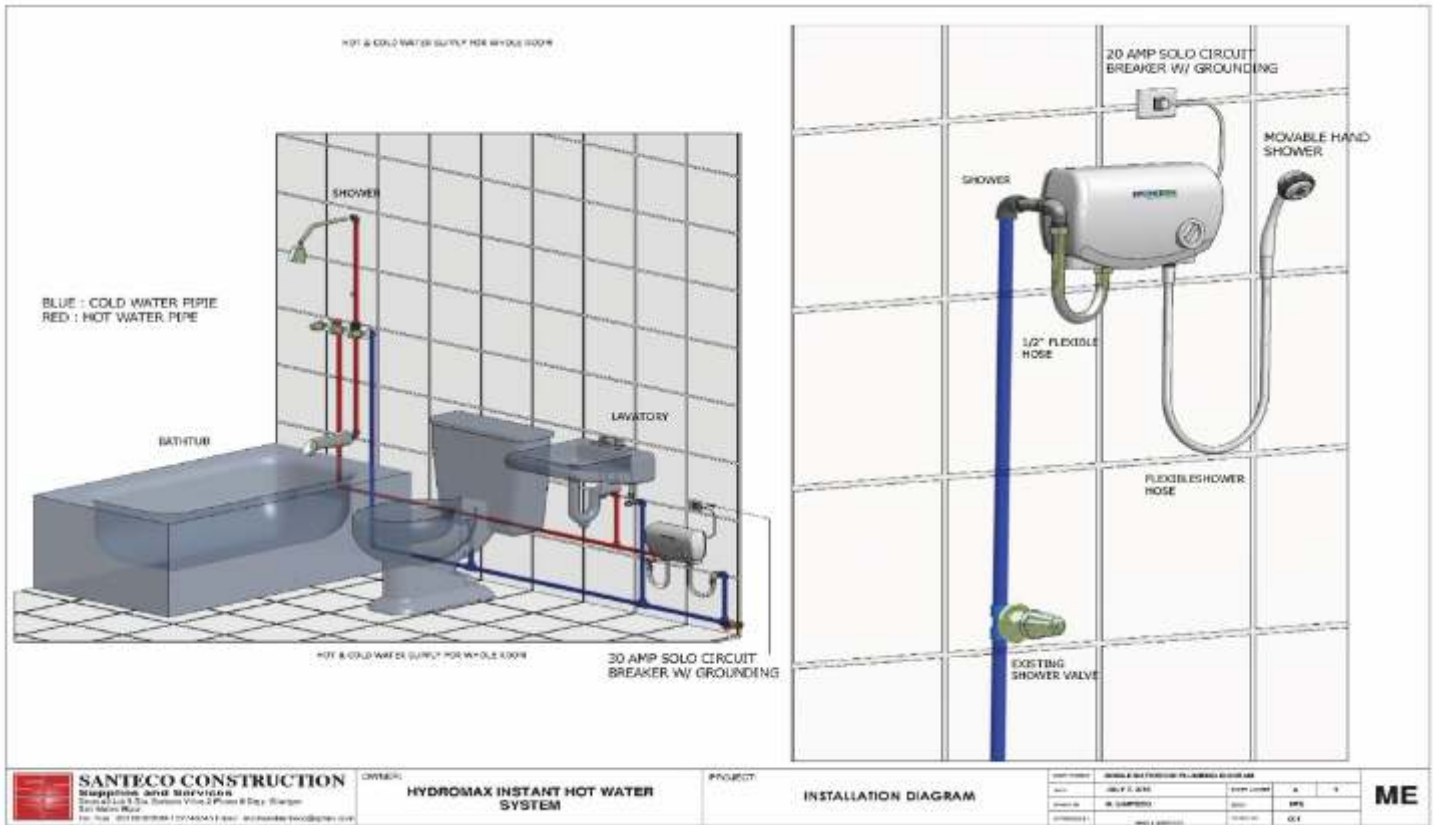 HOT & COLD WATER SUPPLY FOR WHOLE ROOM
SHOWER
BLUE : COLD WATER PIPIE
RED : HOT WATER PIPE
BATHTUB
LAVATORY
HOT & COLD WATER SUPPLY FOR WHOLE ROOM
30 AMP SOLO CIRCUIT
BREAKER W/ GROUNDING
20 AMP SOLO CIRCUIT
BREAKER W/ GROUNDING
MOVABLE HAND
SHOWER
SHOWER
1/2" FLEXIBLE
HOSE
FLEXIBLESHOWER
HOSE
EXISTING
SHOWER VALVE
SANTECO CONSTRUCTION
Supplies and Services
OWNER:
HYDROMAX INSTANT HOT WATER
SYSTEM
PROJECT:
INSTALLATION DIAGRAM
ME